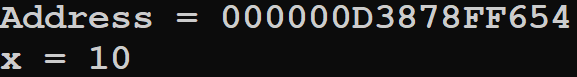 Address = 000000D3878FF654
x = 10